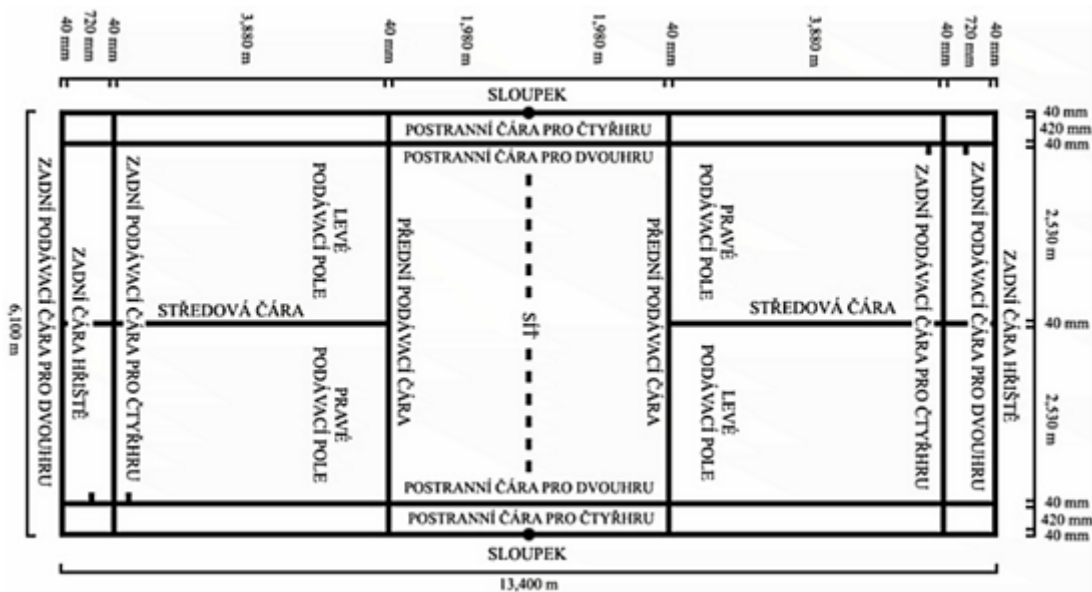 40 mm
720 mm
40 mm
3,880 m
40 mm
1,980 m
1,980 m
40 mm
3,880 m
40 mm
720 mm
40 mm
SLOUPEK
POSTRANNÍ ČÁRA PRO ČTYŘHRU
POSTRANNÍ ČÁRA PRO DVOUHRU
6,100 m
ZADNÍ PODÁVACÍ ČÁRA PRO DVOUHRU
ZADNÍ ČÁRA HŘIŠTĚ
ZADNÍ PODÁVACÍ ČÁRA PRO ČTYŘHRU
LEVÉ
PODÁVACÍ POLE
STŘEDOVÁ ČÁRA
PRAVÉ
PODÁVACÍ POLE
PŘEDNÍ PODÁVACÍ ČÁRA
SÍŤ
PŘEDNÍ PODÁVACÍ ČÁRA
PRAVÉ
PODÁVACÍ POLE
STŘEDOVÁ ČÁRA
LEVÉ
PODÁVACÍ POLE
ZADNÍ PODÁVACÍ ČÁRA PRO ČTYŘHRU
ZADNÍ PODÁVACÍ ČÁRA PRO DVOUHRU
ZADNÍ ČÁRA HŘIŠTĚ
40 mm
420 mm
40 mm
2,530 m
40 mm
2,530 m
40 mm
420 mm
40 mm
POSTRANNÍ ČÁRA PRO DVOUHRU
POSTRANNÍ ČÁRA PRO ČTYŘHRU
SLOUPEK
13,400 m